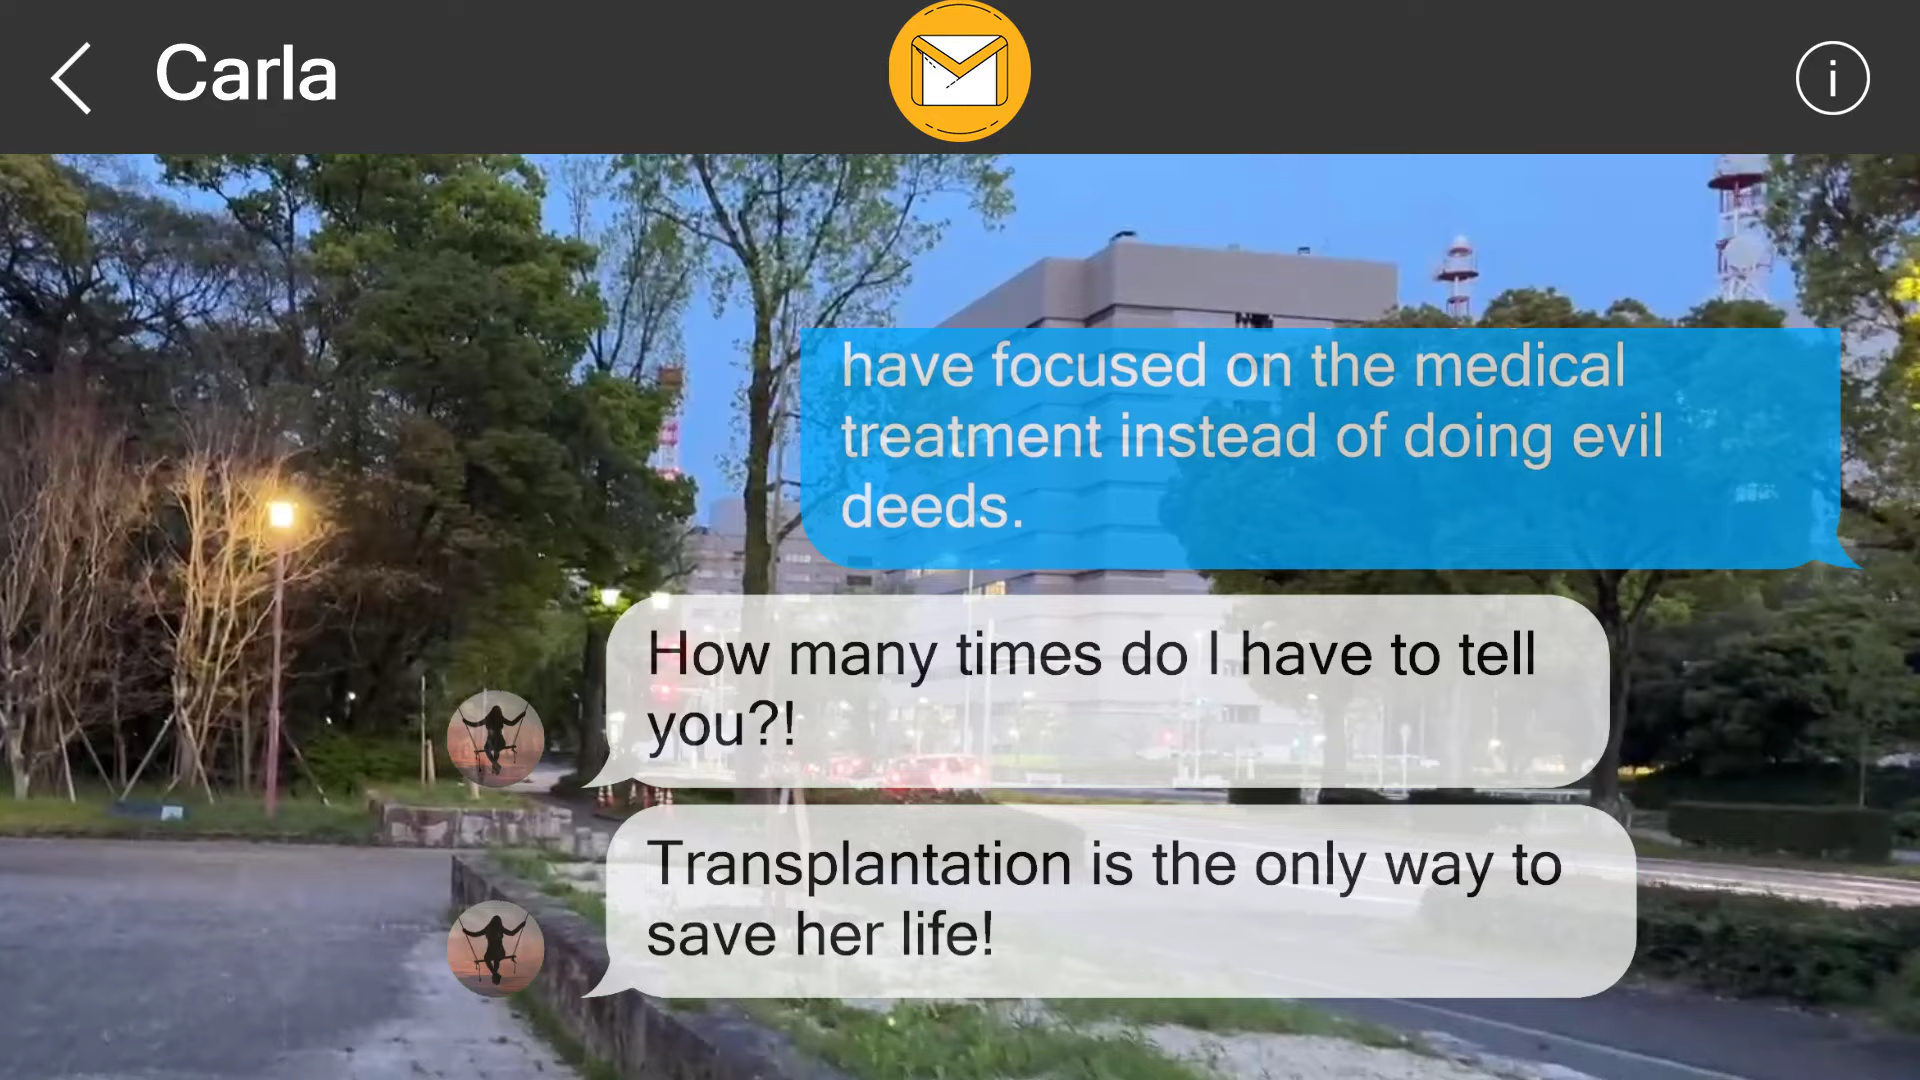 Carla
have focused on the medical
treatment instead of doing evil
deeds.
How many times do I have to tell
you?!
Transplantation is the only way to
save her life!